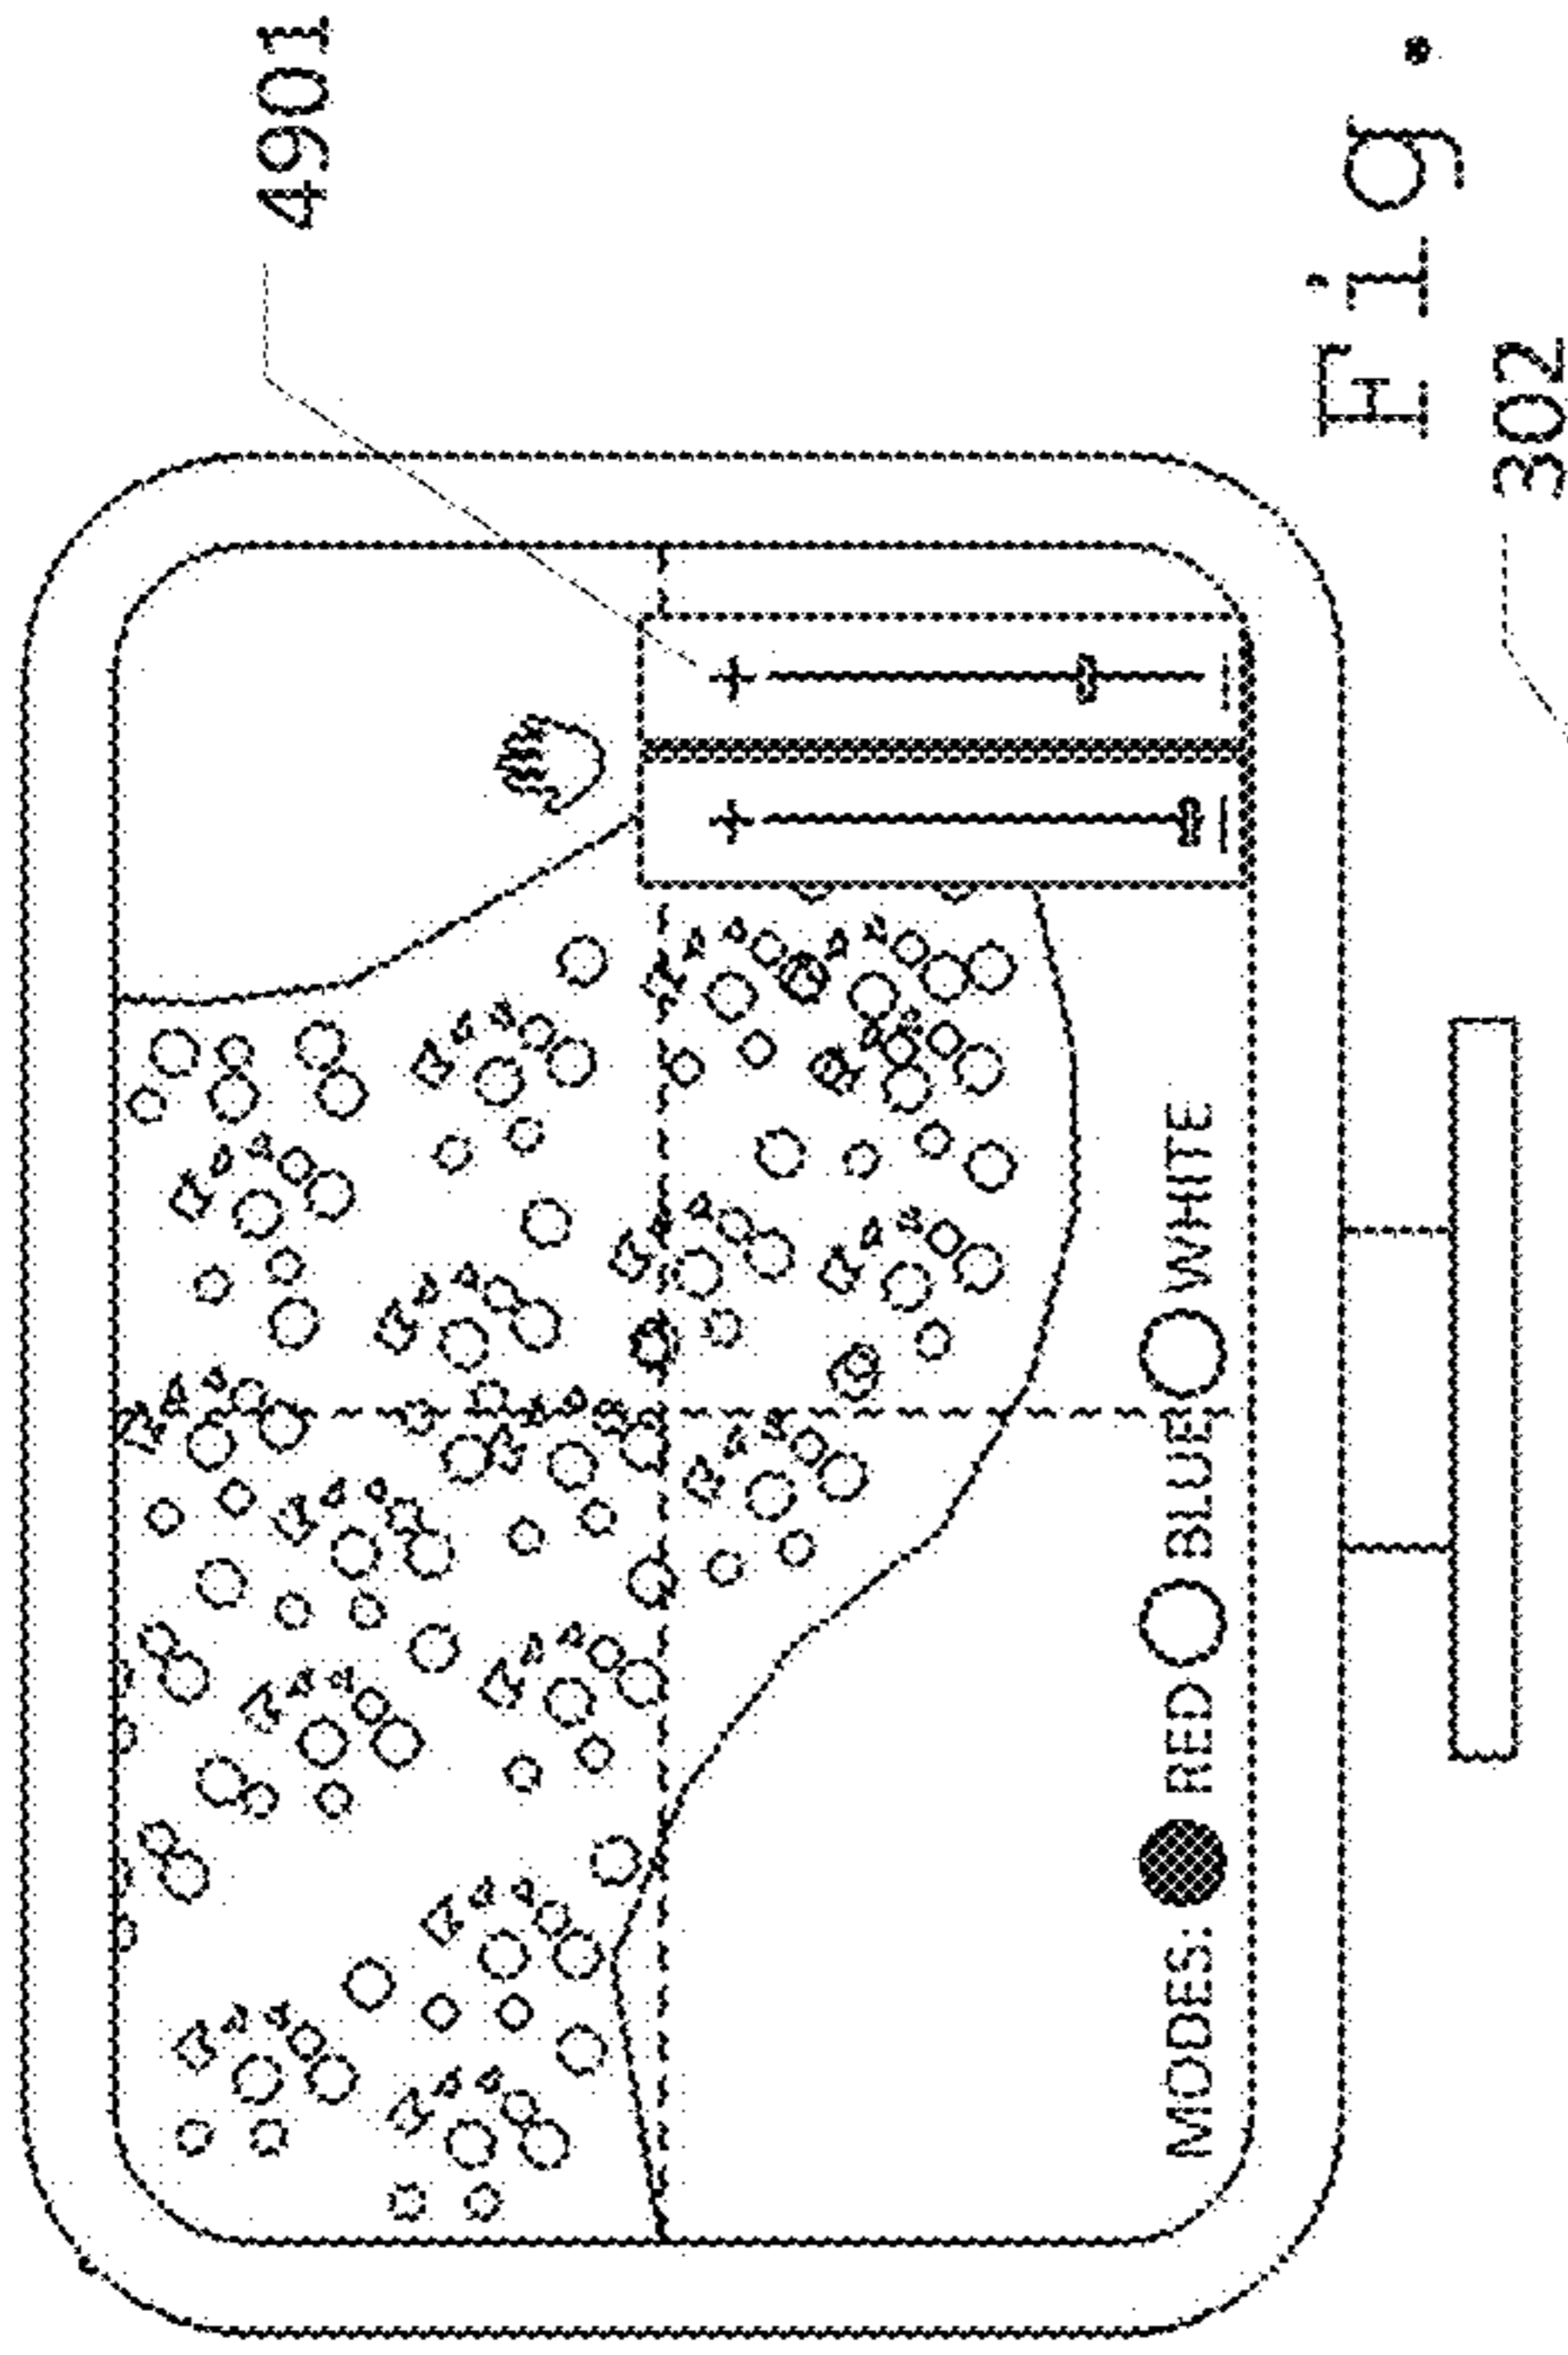 4901
+ +
MODES: RED BLUE WHITE
Fig.
302